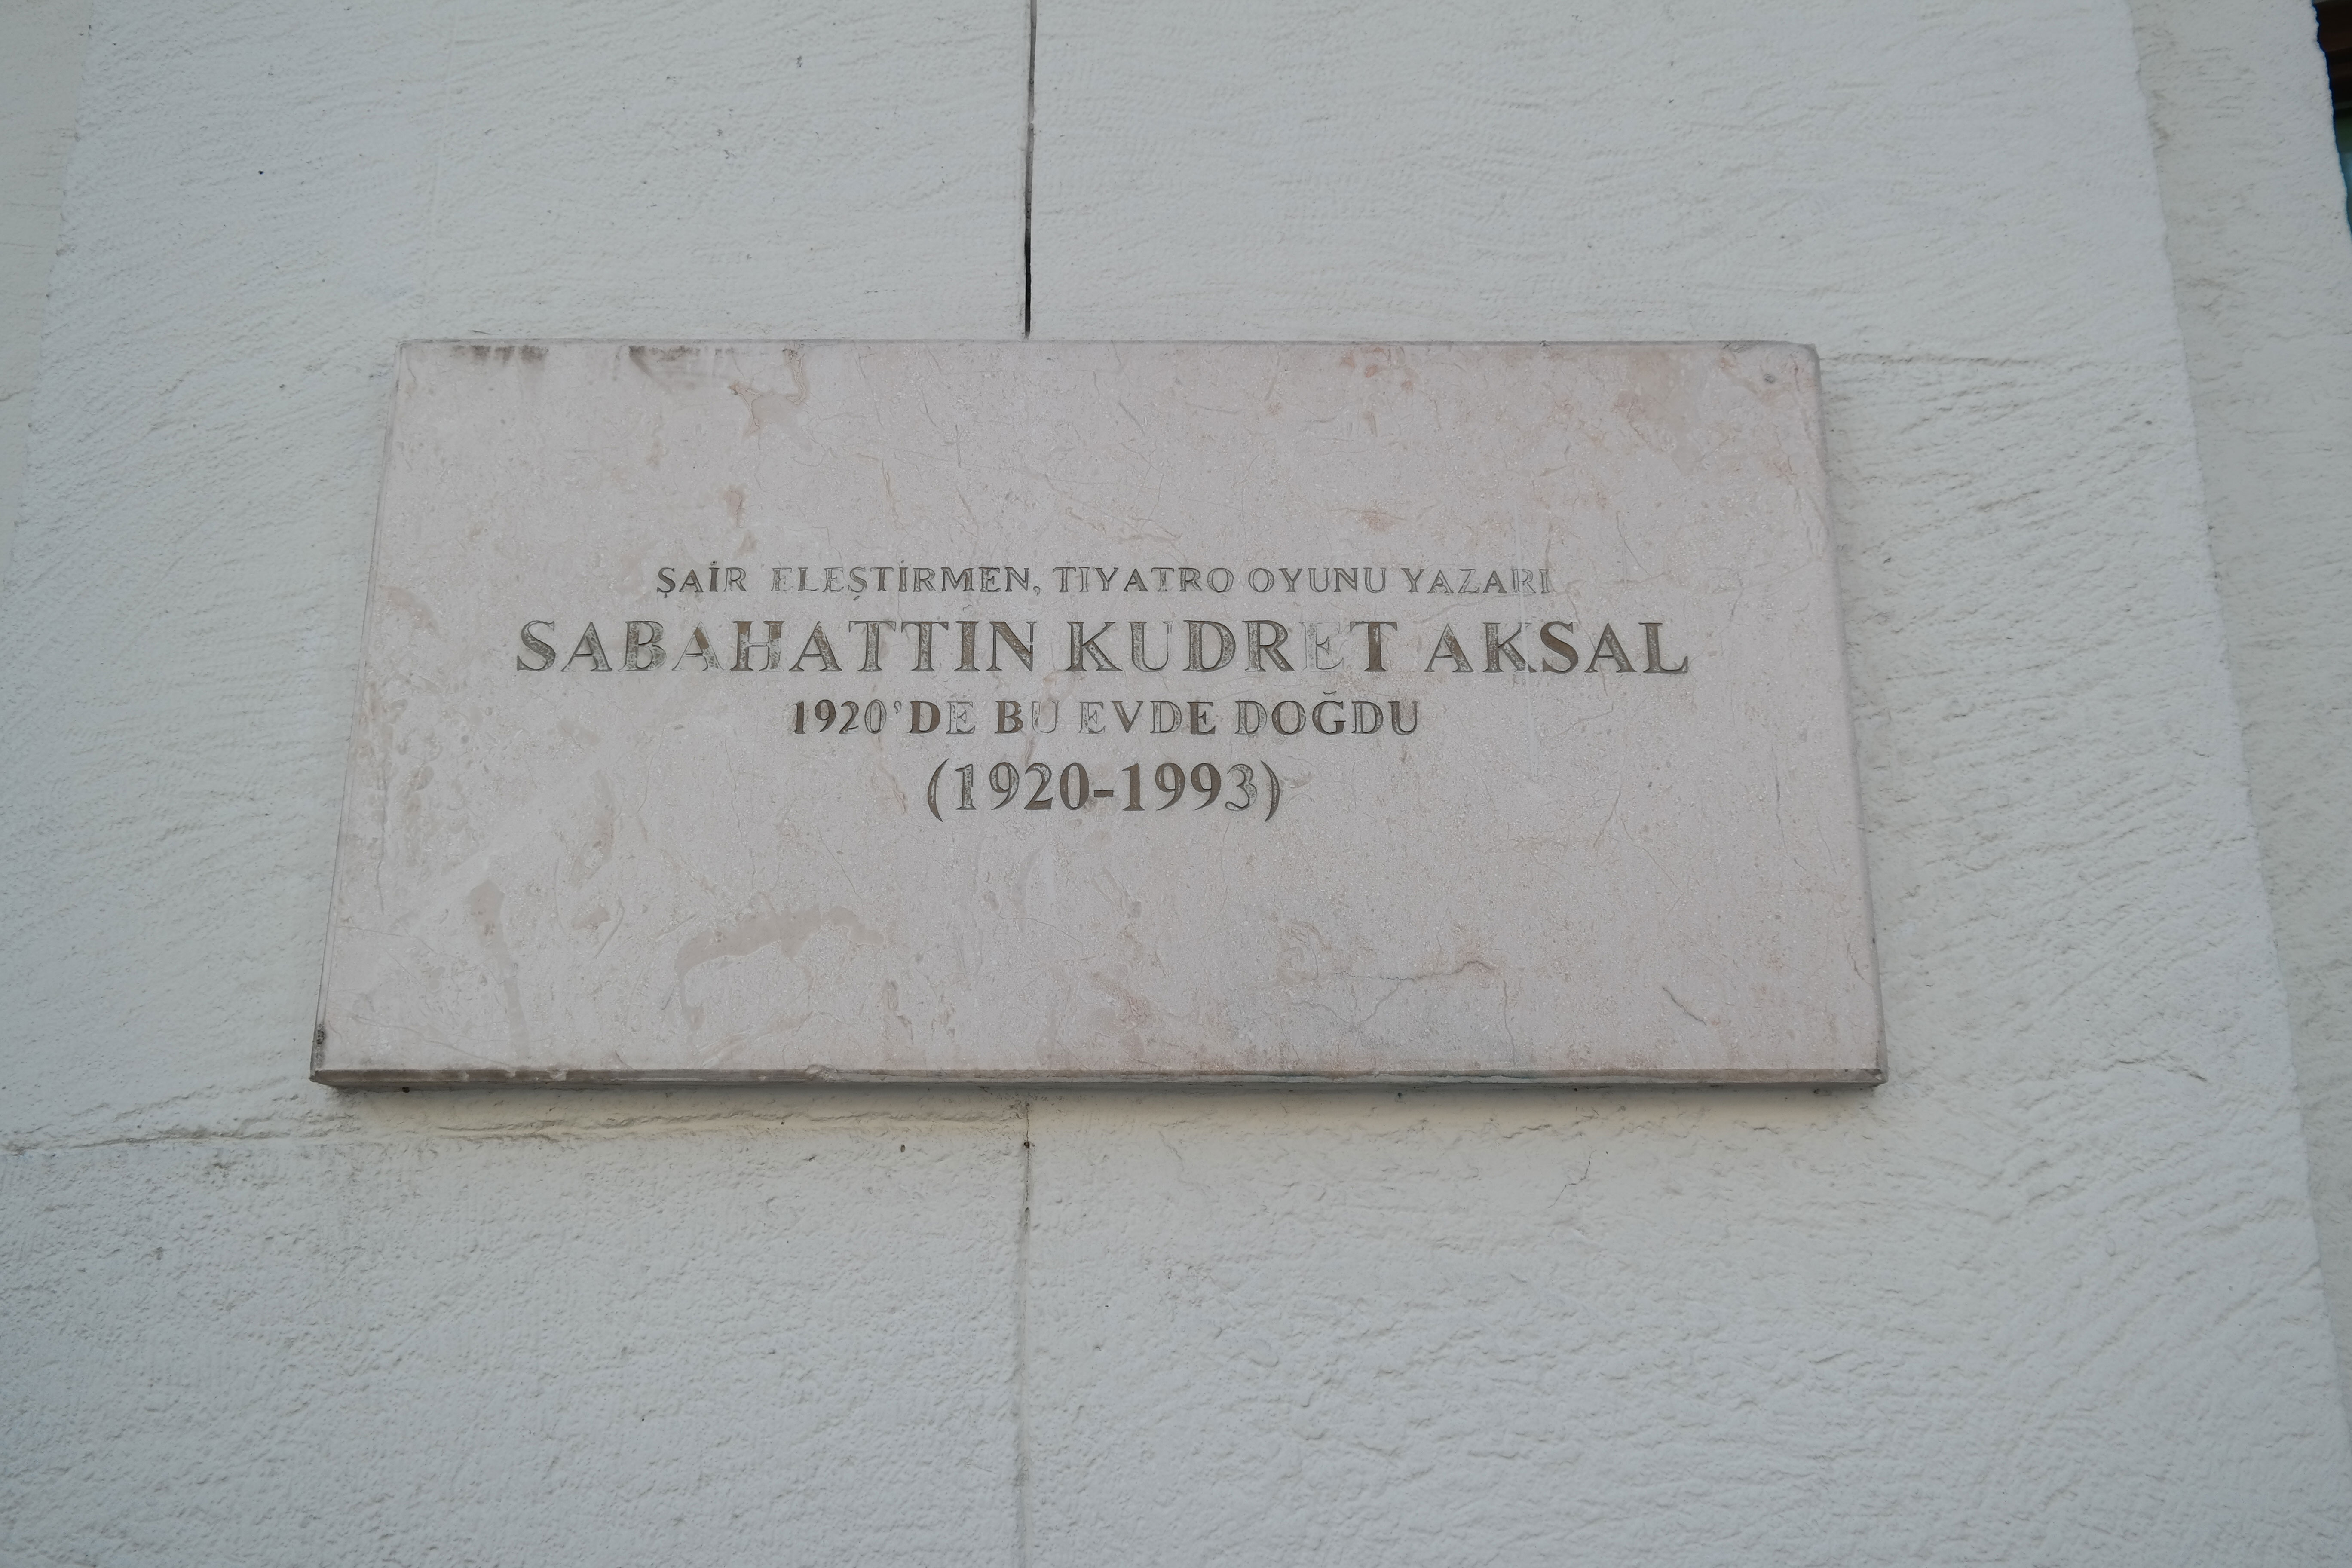 ŞAİR ELEŞTİRMEN, TİYATRO OYUNU YAZARI
SABAHATTİN KUDRET AKSAL
1920'DE BU EVDE DOĞDU
(1920-1993)